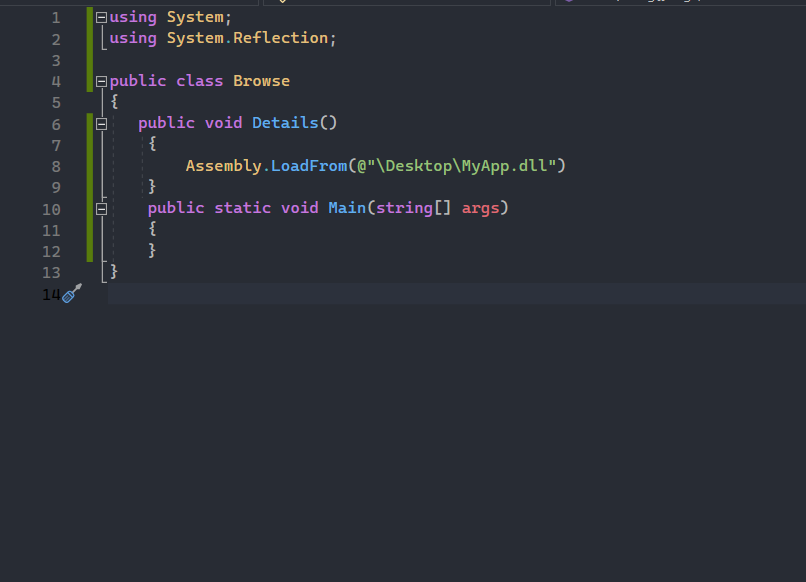 1 using System;
2 using System.Reflection;
3
4 public class Browse
5 {
6 public void Details()
7 {
8 Assembly.LoadFrom(@"\Desktop\MyApp.dll")
9 }
10 public static void Main(string[] args)
11 {
12 }
13 }
14